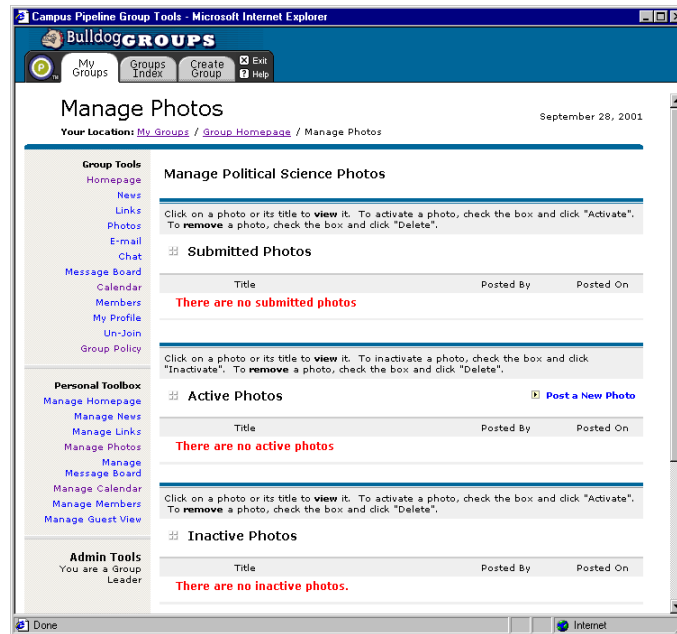 Campus Pipeline Group Tools - Microsoft Internet Explorer
Bulldog GROUPS
My Groups
Groups Index
Create Group
Exit
Help
Manage Photos
September 28, 2001
Your Location: My Groups / Group Homepage / Manage Photos
Group Tools
Homepage
News
Links
Photos
E-mail
Chat
Message Board
Calendar
Members
My Profile
Un-Join
Group Policy
Personal Toolbox
Manage Homepage
Manage News
Manage Links
Manage Photos
Manage
Message Board
Manage Calendar
Manage Members
Manage Guest View
Admin Tools
You are a Group
Leader
Manage Political Science Photos
Click on a photo or its title to view it. To activate a photo, check the box and click "Activate".
To remove a photo, check the box and click "Delete".
Submitted Photos
Title Posted By Posted On
There are no submitted photos
Click on a photo or its title to view it. To inactivate a photo, check the box and click
"Inactivate". To remove a photo, check the box and click "Delete".
Active Photos
Post a New Photo
Title Posted By Posted On
There are no active photos
Click on a photo or its title to view it. To activate a photo, check the box and click "Activate".
To remove a photo, check the box and click "Delete".
Inactive Photos
Title Posted By Posted On
There are no inactive photos.
Done
Internet